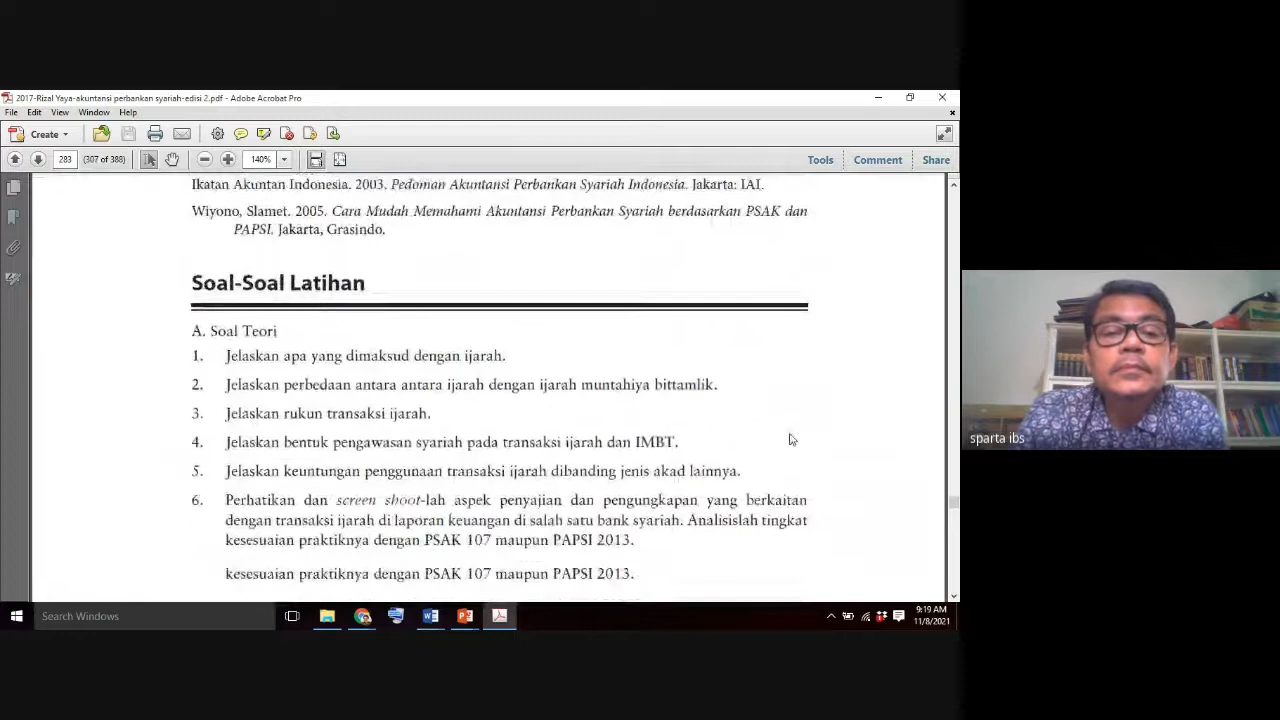 2017-Rizal Yaya-akuntansi perbankan syariah-edisi 2.pdf - Adobe Acrobat Pro
File Edit View Window Help
Create
283 (307 of 388) 140% Tools Comment Share
Ikatan Akuntan Indonesia. 2003. Pedoman Akuntansi Perbankan Syariah Indonesia. Jakarta: IAI.
Wiyono, Slamet. 2005. Cara Mudah Memahami Akuntansi Perbankan Syariah berdasarkan PSAK dan
PAPSI. Jakarta, Grasindo.
Soal-Soal Latihan
A. Soal Teori
1. Jelaskan apa yang dimaksud dengan ijarah.
2. Jelaskan perbedaan antara antara ijarah dengan ijarah muntahiya bittamlik.
3. Jelaskan rukun transaksi ijarah.
4. Jelaskan bentuk pengawasan syariah pada transaksi ijarah dan IMBT.
5. Jelaskan keuntungan penggunaan transaksi ijarah dibanding jenis akad lainnya.
6. Perhatikan dan screen shoot-lah aspek penyajian dan pengungkapan yang berkaitan
dengan transaksi ijarah di laporan keuangan di salah satu bank syariah. Analisislah tingkat
kesesuaian praktiknya dengan PSAK 107 maupun PAPSI 2013.
kesesuaian praktiknya dengan PSAK 107 maupun PAPSI 2013.
sparta ibs
Search Windows
9:19 AM
11/8/2021